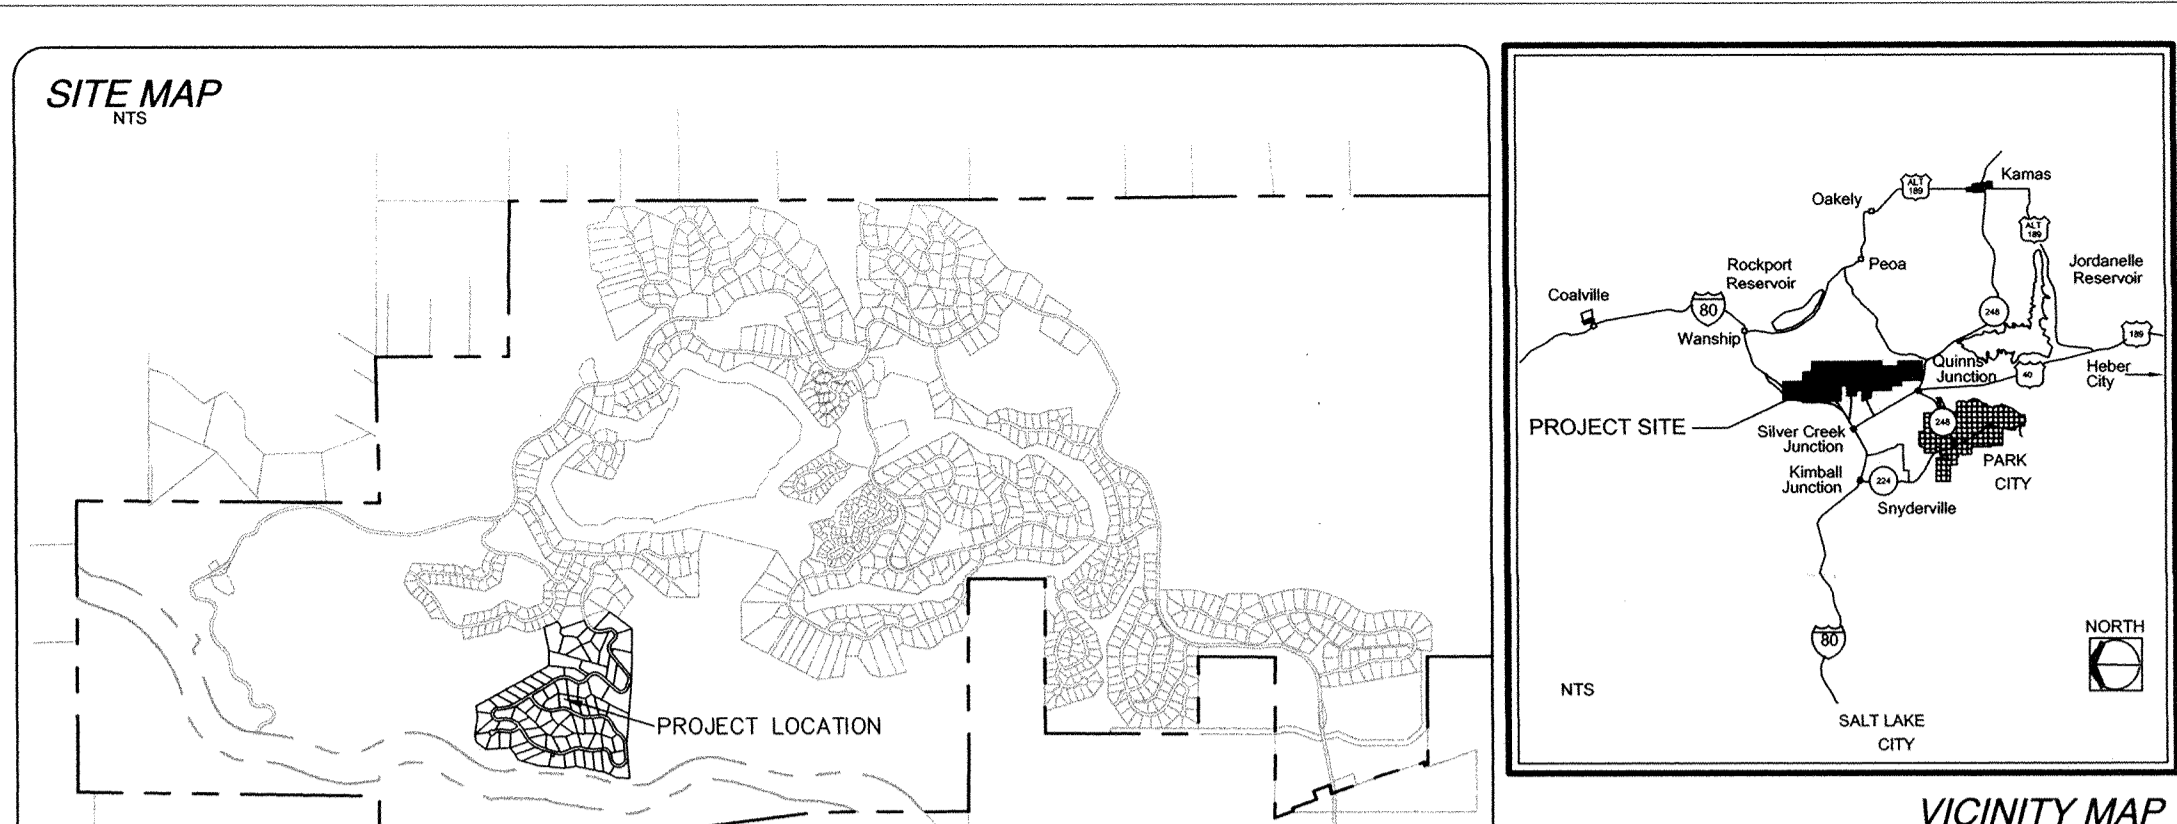 SITE MAP
NTS
PROJECT LOCATION
Kamas
ALT
189
Oakely
ALT
189
Peoa
Jordanelle
Reservoir
Rockport
Reservoir
Coalville
80
248
Wanship
189
Quinns
Junction
40
Heber
City
PROJECT SITE
248
Silver Creek
Junction
PARK
CITY
Kimball
Junction
224
Snyderville
NORTH
80
NTS
SALT LAKE
CITY
VICINITY MAP